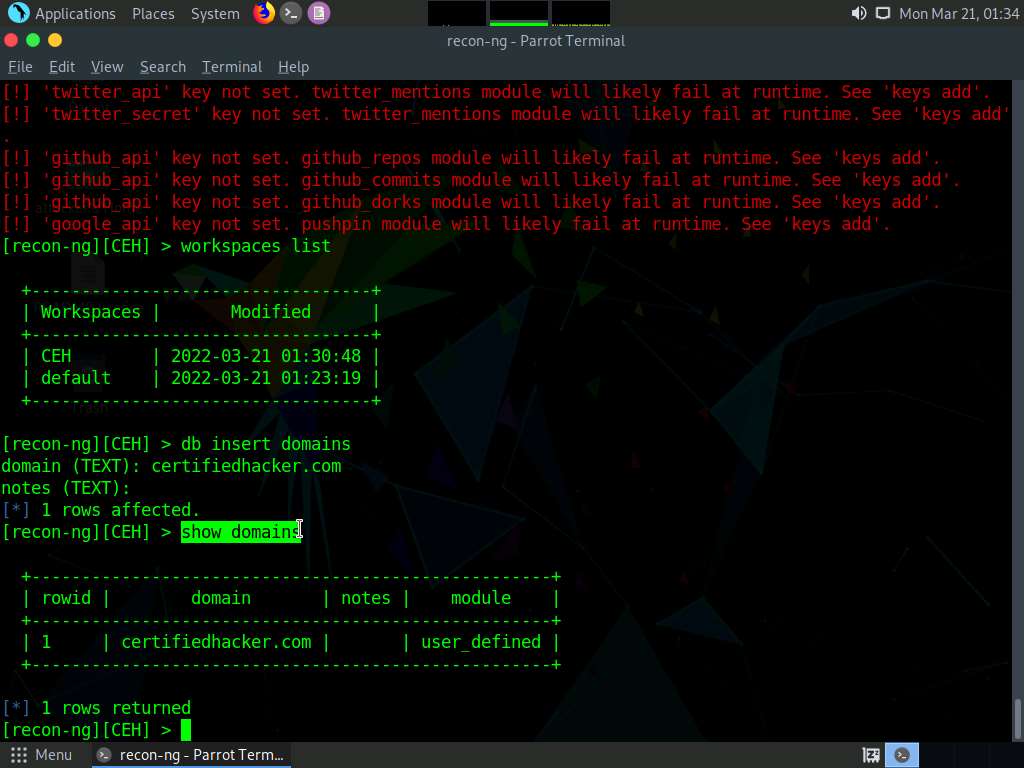 Applications Places System Mon Mar 21, 01:34
recon-ng - Parrot Terminal
File Edit View Search Terminal Help
[!] 'twitter_api' key not set. twitter_mentions module will likely fail at runtime. See 'keys add'.
[!] 'twitter_secret' key not set. twitter_mentions module will likely fail at runtime. See 'keys add'
.
[!] 'github_api' key not set. github_repos module will likely fail at runtime. See 'keys add'.
[!] 'github_api' key not set. github_commits module will likely fail at runtime. See 'keys add'.
[!] 'github_api' key not set. github_dorks module will likely fail at runtime. See 'keys add'.
[!] 'google_api' key not set. pushpin module will likely fail at runtime. See 'keys add'.
[recon-ng][CEH] > workspaces list
+----------------------------------+
| Workspaces |       Modified      |
+----------------------------------+
| CEH        | 2022-03-21 01:30:48 |
| default    | 2022-03-21 01:23:19 |
+----------------------------------+
[recon-ng][CEH] > db insert domains
domain (TEXT): certifiedhacker.com
notes (TEXT):
[*] 1 rows affected.
[recon-ng][CEH] > show domains
+----------------------------------------------------+
| rowid |        domain       | notes |    module    |
+----------------------------------------------------+
| 1     | certifiedhacker.com |       | user_defined |
+----------------------------------------------------+
[*] 1 rows returned
[recon-ng][CEH] >
Menu recon-ng - Parrot Term...